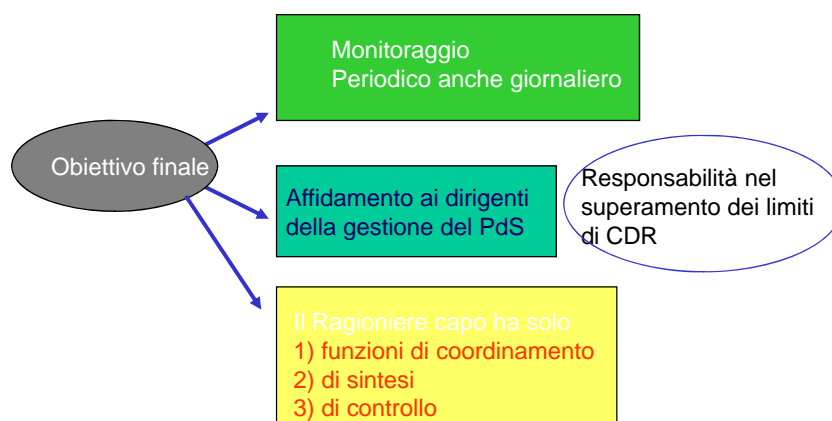 Monitoraggio
Periodico anche giornaliero
Obiettivo finale
Affidamento ai dirigenti
della gestione del PdS
Responsabilità nel
superamento dei limiti
di CDR
Il Ragioniere capo ha solo
1) funzioni di coordinamento
2) di sintesi
3) di controllo